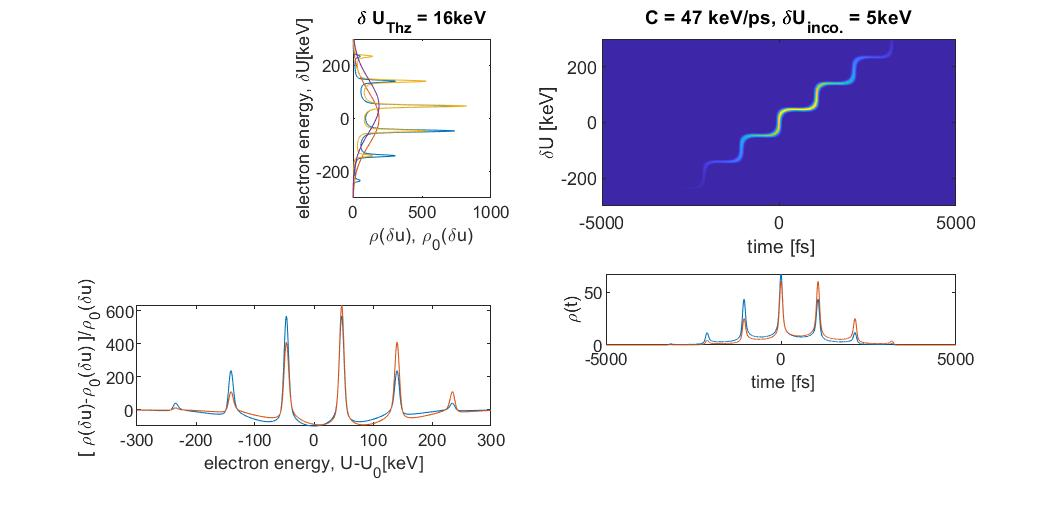 δ U_Thz = 16keV
electron energy, δU[keV]
200
0
-200
0 500 1000
ρ(δu), ρ_0(δu)
C = 47 keV/ps, δU_inco. = 5keV
δU [keV]
200
0
-200
-5000 0 5000
time [fs]
[ ρ(δu)-ρ_0(δu) ]/ρ_0(δu)
600
400
200
0
-300 -200 -100 0 100 200 300
electron energy, U-U_0[keV]
ρ(t)
50
0
-5000 0 5000
time [fs]